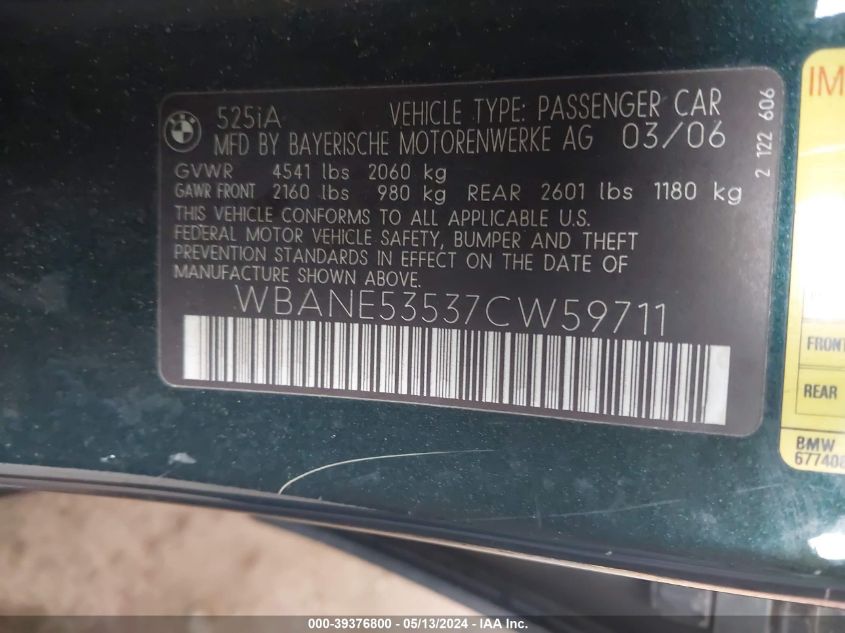 525iA VEHICLE TYPE: PASSENGER CAR
MFD BY BAYERISCHE MOTORENWERKE AG 03/06
GVWR 4541 lbs 2060 kg
GAWR FRONT 2160 lbs 980 kg REAR 2601 lbs 1180 kg
THIS VEHICLE CONFORMS TO ALL APPLICABLE U.S.
FEDERAL MOTOR VEHICLE SAFETY, BUMPER AND THEFT
PREVENTION STANDARDS IN EFFECT ON THE DATE OF
MANUFACTURE SHOWN ABOVE.
WBANE53537CW59711
2 122 606
IM
FRONT
REAR
BMW
677408
000-39376800 - 05/13/2024 - IAA Inc.